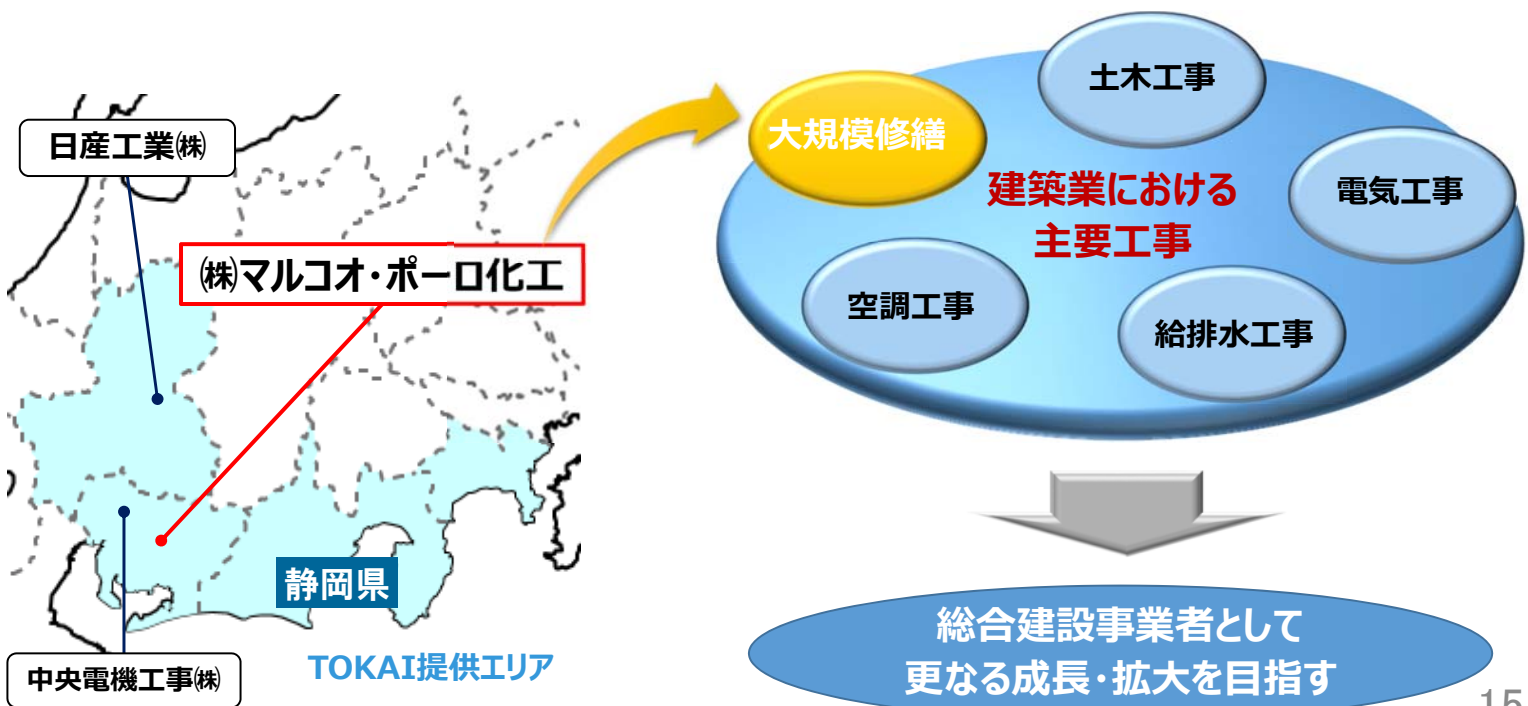 日産工業㈱
㈱マルコオ・ポーロ化工
静岡県
中央電機工事㈱
TOKAI提供エリア
大規模修繕
土木工事
建築業における
主要工事
電気工事
空調工事
給排水工事
総合建設事業者として
更なる成長・拡大を目指す
15